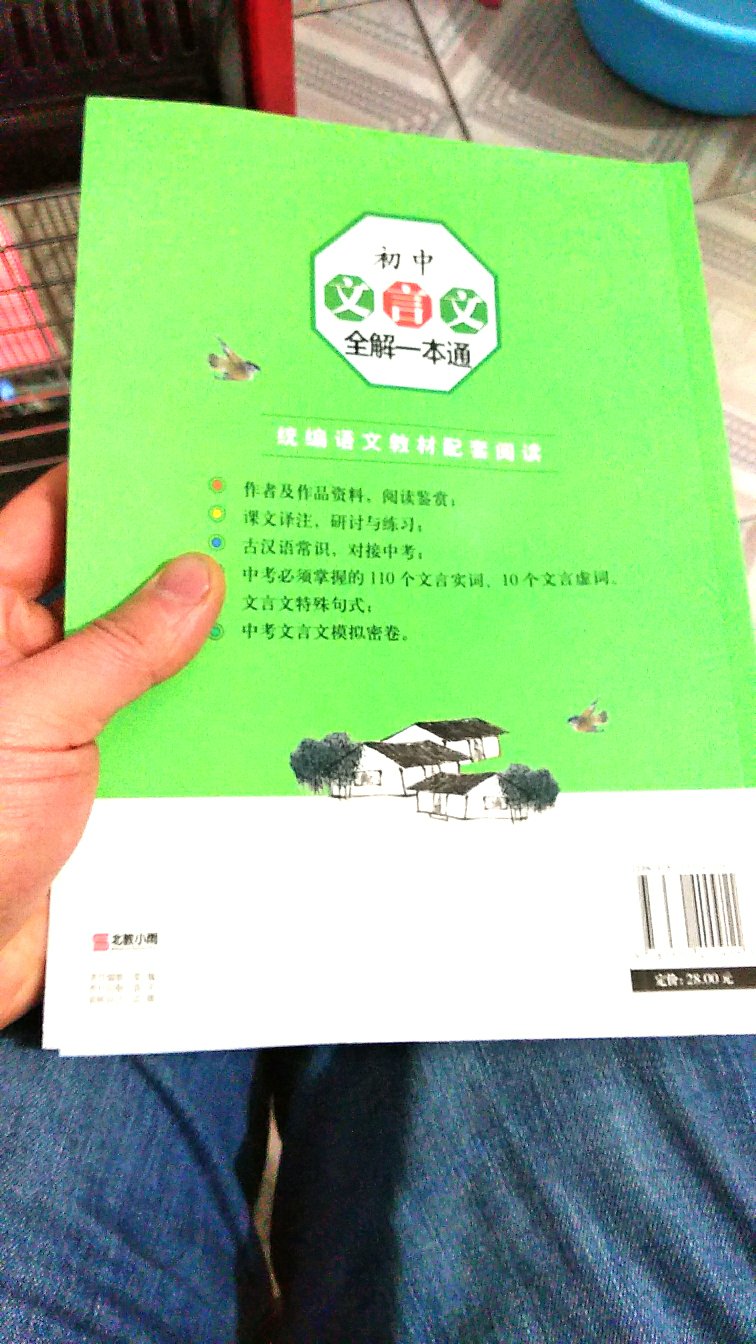 初中
文言文
全解一本通
统编语文教材配套阅读
作者及作品资料，阅读鉴赏；
课文译注，研讨与练习；
古汉语常识，对接中考；
中考必须掌握的110个文言实词、10个文言虚词、
文言文特殊句式；
中考文言文模拟密卷。
北教小雨
定价：28.00元